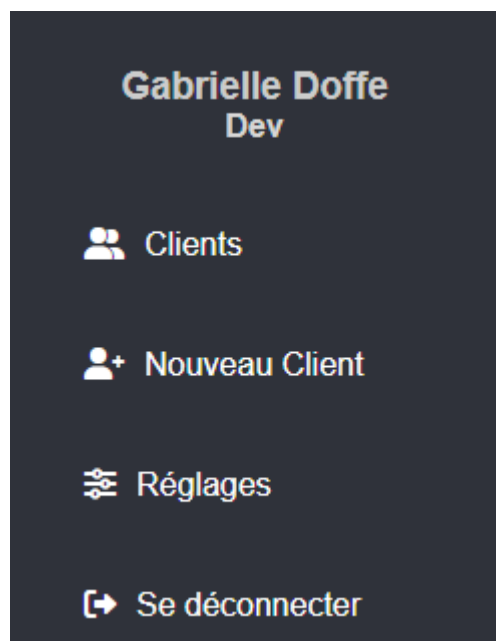 Gabrielle Doffe
Dev
Clients
Nouveau Client
Réglages
Se déconnecter